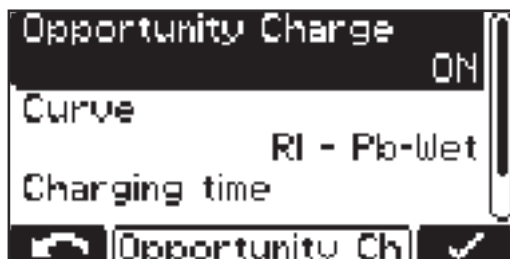 Opportunity Charge
ON
Curve
RI - Pb-Wet
Charging time
Opportunity Ch